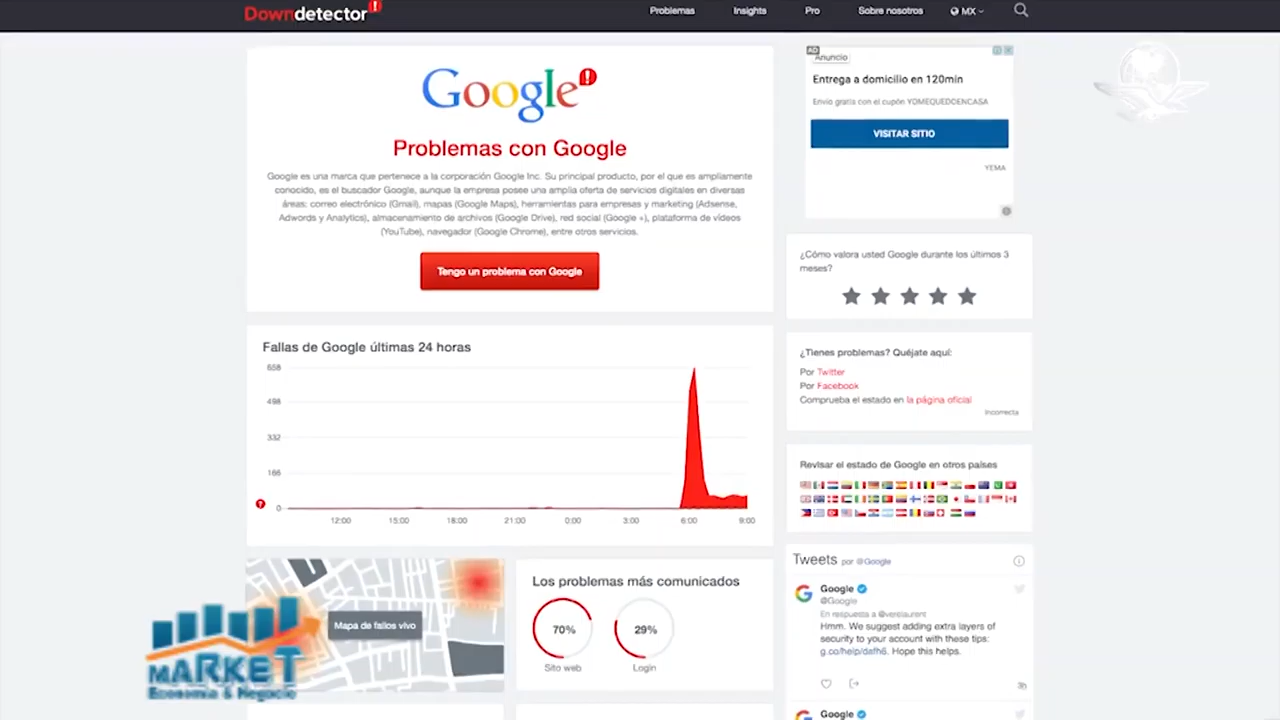 Downdetector
Problemas
Insights
Pro
Sobre nosotros
MX
Google
Problemas con Google
Google es una marca que pertenece a la corporación Google Inc. Su principal producto, por el que es ampliamente
conocido, es el buscador Google, aunque la empresa posee una amplia oferta de servicios digitales en diversas
áreas: correo electrónico (Gmail), mapas (Google Maps), herramientas para empresas y marketing (Adsense,
Adwords y Analytics), almacenamiento de archivos (Google Drive), red social (Google +), plataforma de vídeos
(YouTube), navegador (Google Chrome), entre otros servicios.
Tengo un problema con Google
Fallas de Google últimas 24 horas
658
498
332
166
0
12:00
15:00
18:00
21:00
0:00
3:00
6:00
9:00
Mapa de fallos vivo
Los problemas más comunicados
70%
29%
Sitio web
Login
AD
Anuncio
Entrega a domicilio en 120min
Envío gratis con el cupón YOMEQUEDOENCASA
VISITAR SITIO
YEMA
¿Cómo valora usted Google durante los últimos 3
meses?
¿Tienes problemas? Quéjate aquí:
Por Twitter
Por Facebook
Comprueba el estado en la página oficial
Incorrecta
Revisar el estado de Google en otros países
Tweets por @Google
Google
@Google
En respuesta a @vereilaurent
Hmm. We suggest adding extra layers of
security to your account with these tips:
g.co/help/dafh6. Hope this helps.
Google
MARKET
Economía & Negocio